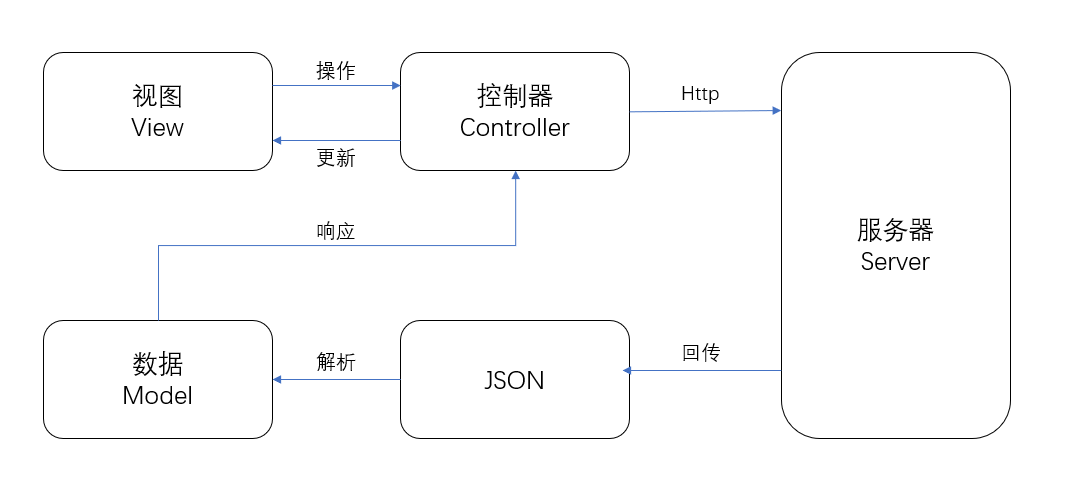 视图
View
操作
更新
控制器
Controller
Http
服务器
Server
响应
数据
Model
解析
JSON
回传